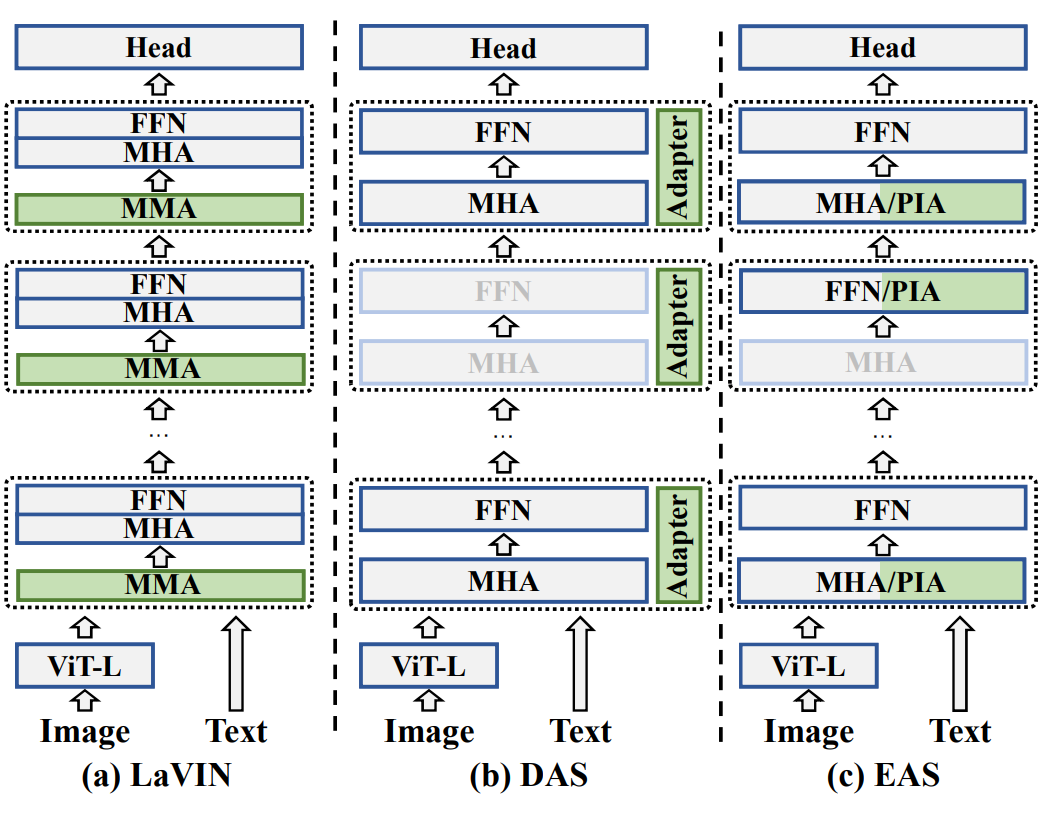 Head
FFN
MHA
MMA
FFN
MHA
MMA
...
FFN
MHA
MMA
ViT-L
Image
Text
(a) LaVIN
Head
FFN
MHA
Adapter
FFN
MHA
Adapter
...
FFN
MHA
Adapter
ViT-L
Image
Text
(b) DAS
Head
FFN
MHA/PIA
FFN/PIA
MHA
...
FFN
MHA/PIA
ViT-L
Image
Text
(c) EAS